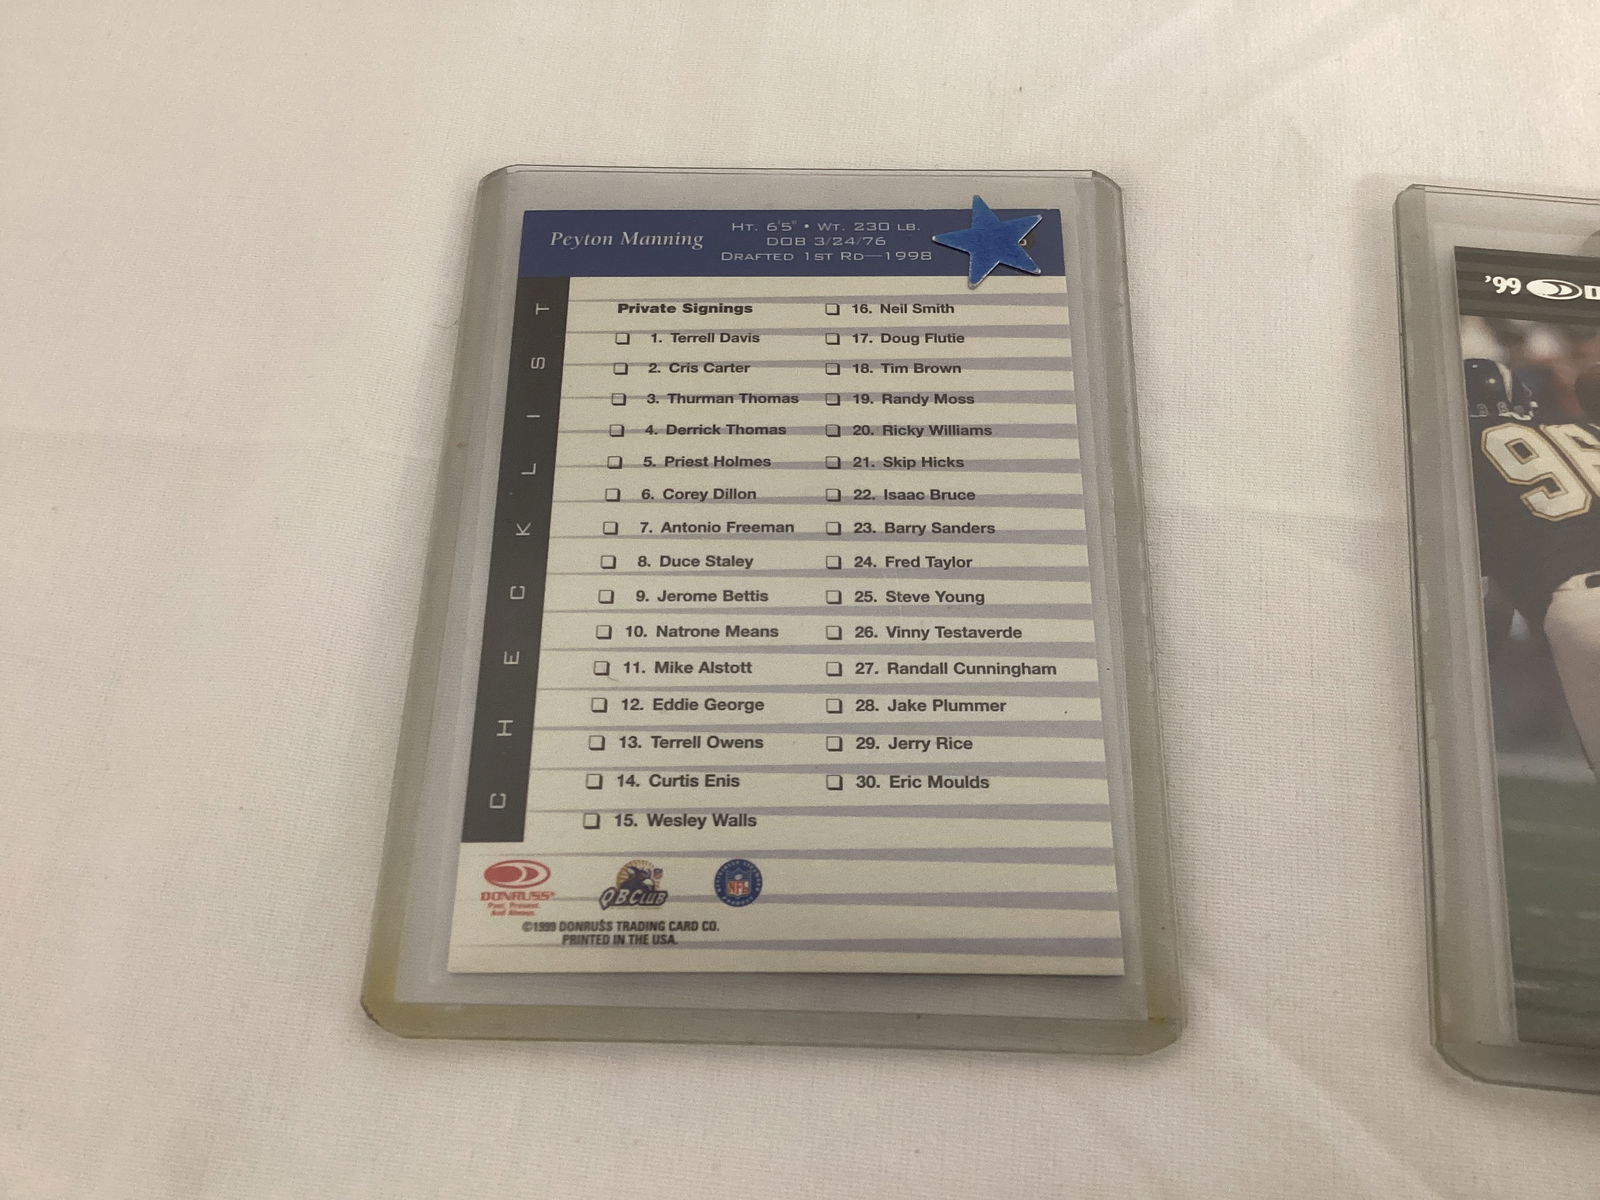 Peyton Manning
HT. 6'5" • WT. 230 LB.
DOB 3/24/76
DRAFTED 1ST RD—1998
CHECKLIST
Private Signings
1. Terrell Davis
2. Cris Carter
3. Thurman Thomas
4. Derrick Thomas
5. Priest Holmes
6. Corey Dillon
7. Antonio Freeman
8. Duce Staley
9. Jerome Bettis
10. Natrone Means
11. Mike Alstott
12. Eddie George
13. Terrell Owens
14. Curtis Enis
15. Wesley Walls
16. Neil Smith
17. Doug Flutie
18. Tim Brown
19. Randy Moss
20. Ricky Williams
21. Skip Hicks
22. Isaac Bruce
23. Barry Sanders
24. Fred Taylor
25. Steve Young
26. Vinny Testaverde
27. Randall Cunningham
28. Jake Plummer
29. Jerry Rice
30. Eric Moulds
DONRUSS
Past, Present.
And Always.
QB CLUB
NFL
©1999 DONRUSS TRADING CARD CO.
PRINTED IN THE USA.
'99
96